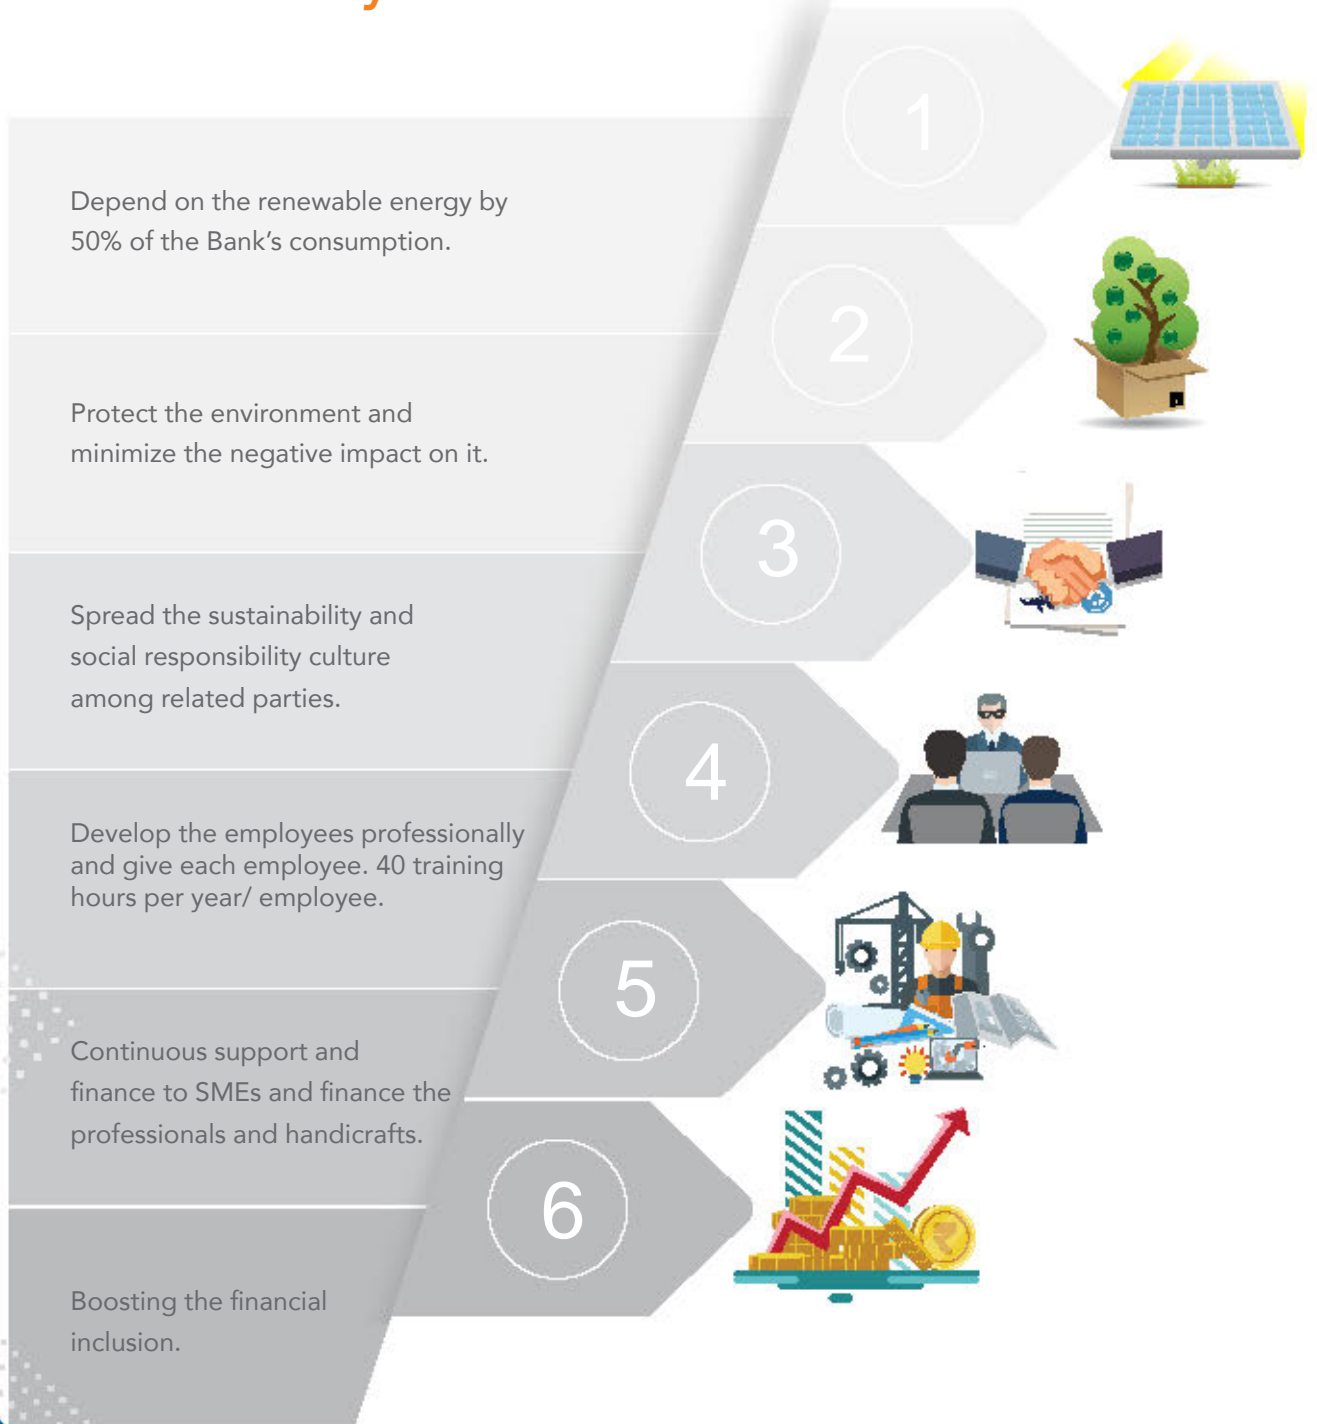 1
Depend on the renewable energy by
50% of the Bank’s consumption.
2
Protect the environment and
minimize the negative impact on it.
3
Spread the sustainability and
social responsibility culture
among related parties.
4
Develop the employees professionally
and give each employee. 40 training
hours per year/ employee.
5
Continuous support and
finance to SMEs and finance the
professionals and handicrafts.
6
Boosting the financial
inclusion.